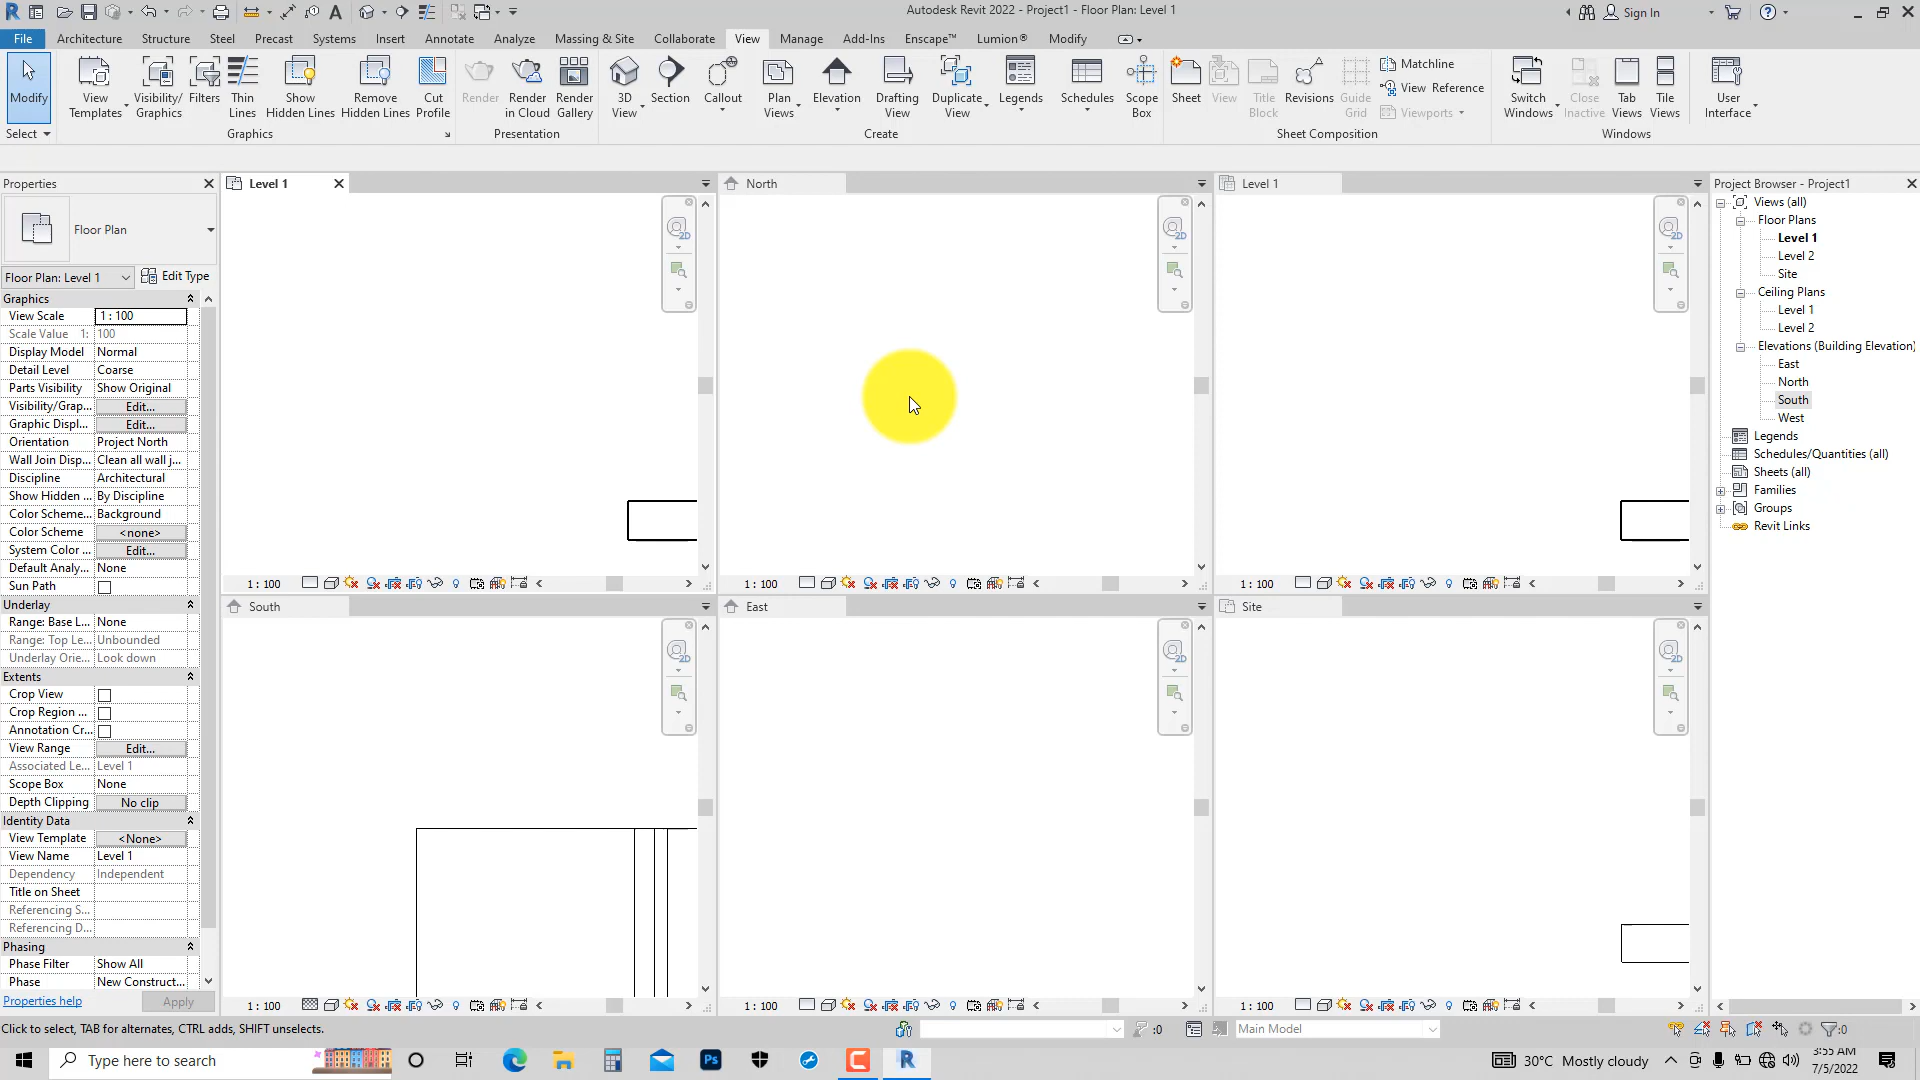 Autodesk Revit 2022 - Project1 - Floor Plan: Level 1
Sign In
File Architecture Structure Steel Precast Systems Insert Annotate Analyze Massing & Site Collaborate View Manage Add-Ins Enscape™ Lumion® Modify
Modify
View Templates
Visibility/ Graphics
Filters
Thin Lines
Show Hidden Lines
Remove Hidden Lines
Cut Profile
Render
Render in Cloud
Render Gallery
3D View
Section
Callout
Plan Views
Elevation
Drafting View
Duplicate View
Legends
Schedules
Scope Box
Sheet
View
Title Block
Revisions
Guide Grid
Matchline
View Reference
Viewports
Switch Windows
Close Inactive
Tab Views
Tile Views
User Interface
Select Graphics Presentation Create Sheet Composition Windows
Properties
Floor Plan
Floor Plan: Level 1 Edit Type
Graphics
View Scale 1 : 100
Scale Value 1: 100
Display Model Normal
Detail Level Coarse
Parts Visibility Show Original
Visibility/Grap... Edit...
Graphic Displ... Edit...
Orientation Project North
Wall Join Disp... Clean all wall j...
Discipline Architectural
Show Hidden ... By Discipline
Color Scheme... Background
Color Scheme <none>
System Color ... Edit...
Default Analy... None
Sun Path
Underlay
Range: Base L... None
Range: Top Le... Unbounded
Underlay Orie... Look down
Extents
Crop View
Crop Region ...
Annotation Cr...
View Range Edit...
Associated Le... Level 1
Scope Box None
Depth Clipping No clip
Identity Data
View Template <None>
View Name Level 1
Dependency Independent
Title on Sheet
Referencing S...
Referencing D...
Phasing
Phase Filter Show All
Phase New Construct...
Properties help Apply
Level 1
2D
1 : 100
North
2D
1 : 100
Level 1
2D
1 : 100
South
2D
1 : 100
East
2D
1 : 100
Site
2D
1 : 100
Project Browser - Project1
Views (all)
Floor Plans
Level 1
Level 2
Site
Ceiling Plans
Level 1
Level 2
Elevations (Building Elevation)
East
North
South
West
Legends
Schedules/Quantities (all)
Sheets (all)
Families
Groups
Revit Links
Click to select, TAB for alternates, CTRL adds, SHIFT unselects.
:0
Main Model
:0
Type here to search
Ps
30°C Mostly cloudy
3:55 AM
7/5/2022